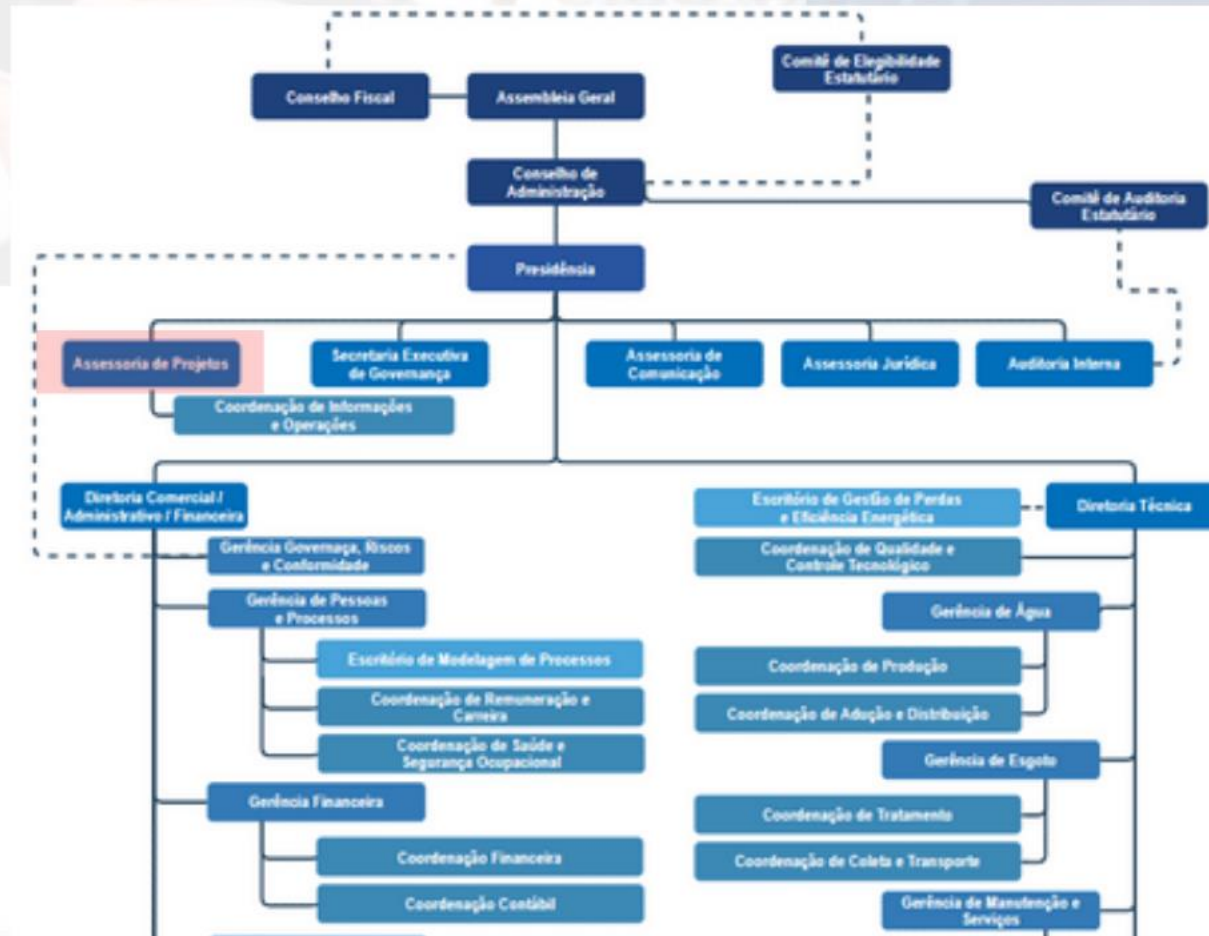 Comitê de Elegibilidade
Estatutário
Conselho Fiscal
Assembleia Geral
Conselho de
Administração
Comitê de Auditoria
Estatutário
Presidência
Assessoria de Projetos
Secretaria Executiva
de Governança
Assessoria de
Comunicação
Assessoria Jurídica
Auditoria Interna
Coordenação de Informações
e Operações
Diretoria Comercial /
Administrativo / Financeira
Escritório de Gestão de Perdas
e Eficiência Energética
Diretoria Técnica
Gerência Governaça, Riscos
e Conformidade
Coordenação de Qualidade e
Controle Tecnológico
Gerência de Pessoas
e Processos
Gerência de Água
Escritório de Modelagem de Processos
Coordenação de Produção
Coordenação de Remuneração e
Carreira
Coordenação de Adução e Distribuição
Coordenação de Saúde e
Segurança Ocupacional
Gerência de Esgoto
Gerência Financeira
Coordenação de Tratamento
Coordenação Financeira
Coordenação de Coleta e Transporte
Coordenação Contábil
Gerência de Manutenção e
Serviços